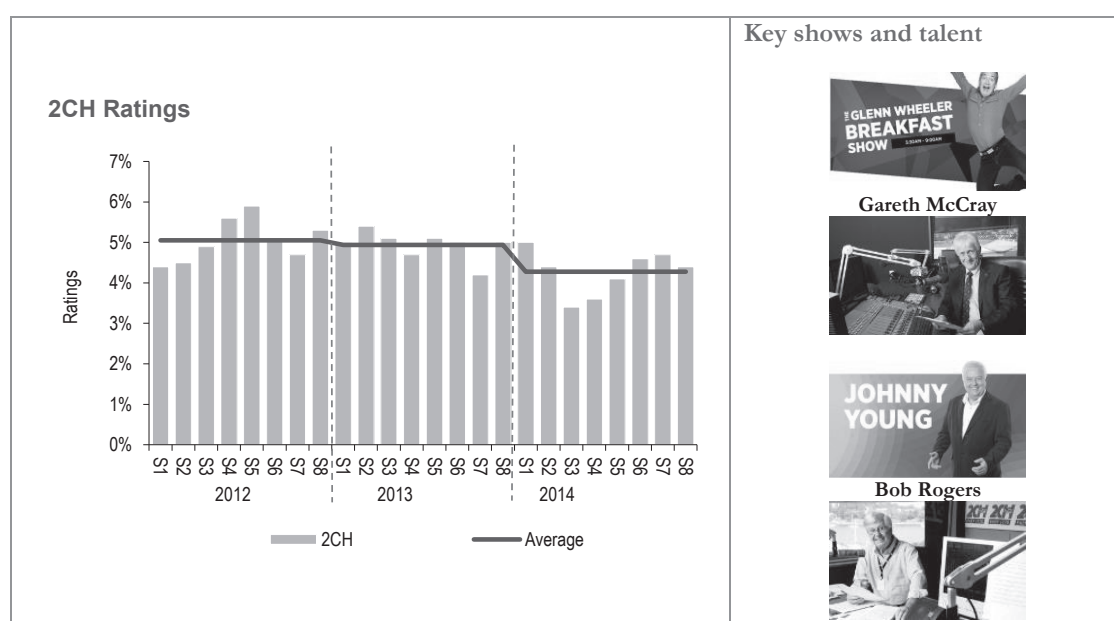 Key shows and talent
2CH Ratings
7%
6%
5%
4%
3%
2%
1%
0%
Ratings
S1 S2 S3 S4 S5 S6 S7 S8 S1 S2 S3 S4 S5 S6 S7 S8 S1 S2 S3 S4 S5 S6 S7 S8
2012 2013 2014
2CH Average
THE GLENN WHEELER
BREAKFAST
SHOW
Gareth McCray
JOHNNY
YOUNG
Bob Rogers